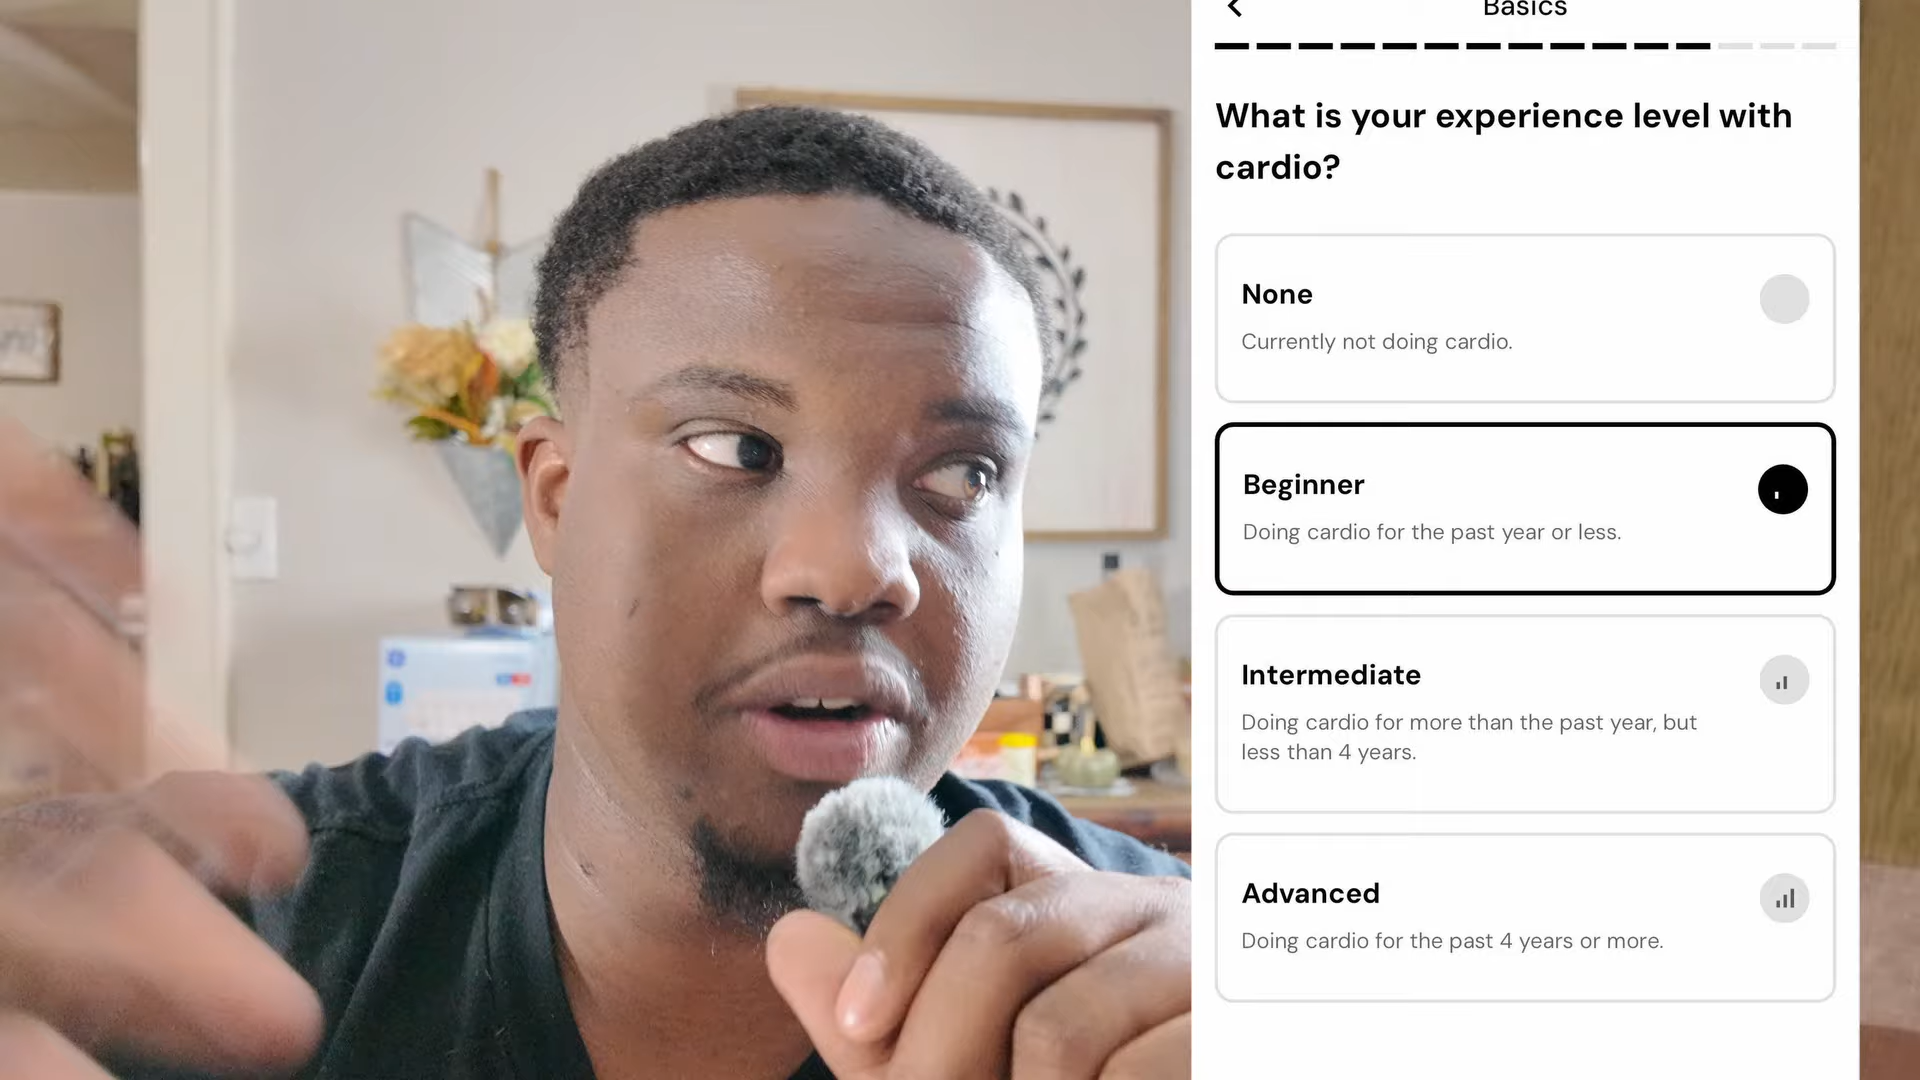 Basics
What is your experience level with
cardio?
None
Currently not doing cardio.
Beginner
Doing cardio for the past year or less.
Intermediate
Doing cardio for more than the past year, but
less than 4 years.
Advanced
Doing cardio for the past 4 years or more.